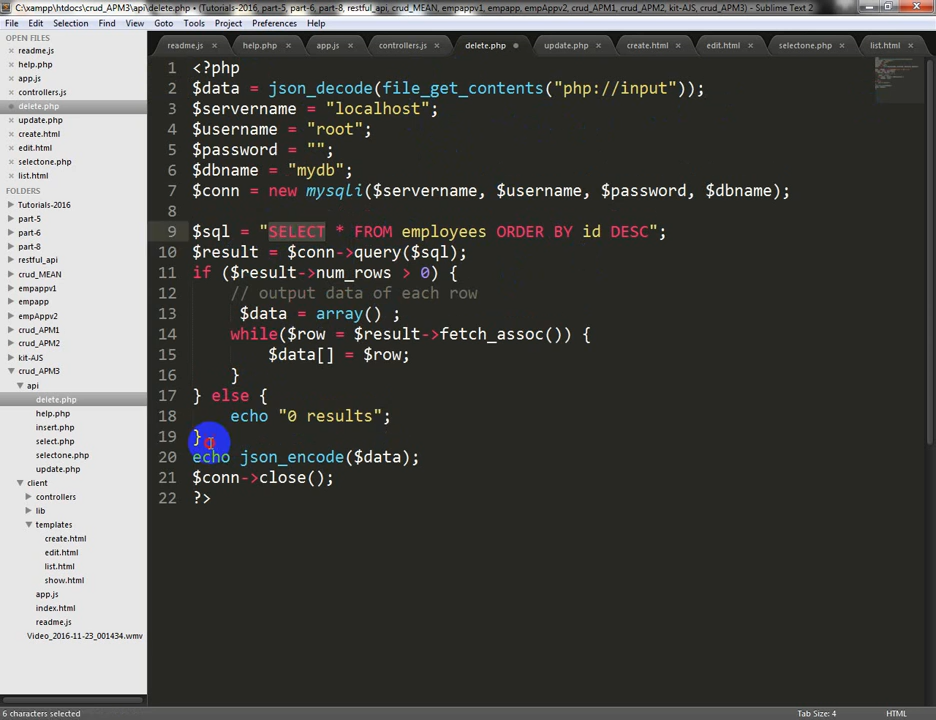 C:\xampp\htdocs\crud_APM3\api\delete.php • (Tutorials-2016, part-5, part-6, part-8, restful_api, crud_MEAN, empappv1, empapp, empAppv2, crud_APM1, crud_APM2, kit-AJS, crud_APM3) - Sublime Text 2
File Edit Selection Find View Goto Tools Project Preferences Help
OPEN FILES
readme.js
help.php
app.js
controllers.js
delete.php
update.php
create.html
edit.html
selectone.php
list.html
FOLDERS
Tutorials-2016
part-5
part-6
part-8
restful_api
crud_MEAN
empappv1
empapp
empAppv2
crud_APM1
crud_APM2
kit-AJS
crud_APM3
api
delete.php
help.php
insert.php
select.php
selectone.php
update.php
client
controllers
lib
templates
create.html
edit.html
list.html
show.html
app.js
index.html
readme.js
Video_2016-11-23_001434.wmv
readme.js × help.php × app.js × controllers.js × delete.php update.php × create.html × edit.html × selectone.php × list.html ×
1 <?php
2 $data = json_decode(file_get_contents("php://input"));
3 $servername = "localhost";
4 $username = "root";
5 $password = "";
6 $dbname = "mydb";
7 $conn = new mysqli($servername, $username, $password, $dbname);
8
9 $sql = "SELECT * FROM employees ORDER BY id DESC";
10 $result = $conn->query($sql);
11 if ($result->num_rows > 0) {
12 // output data of each row
13 $data = array() ;
14 while($row = $result->fetch_assoc()) {
15 $data[] = $row;
16 }
17 } else {
18 echo "0 results";
19 }
20 echo json_encode($data);
21 $conn->close();
22 ?>
6 characters selected Tab Size: 4 HTML